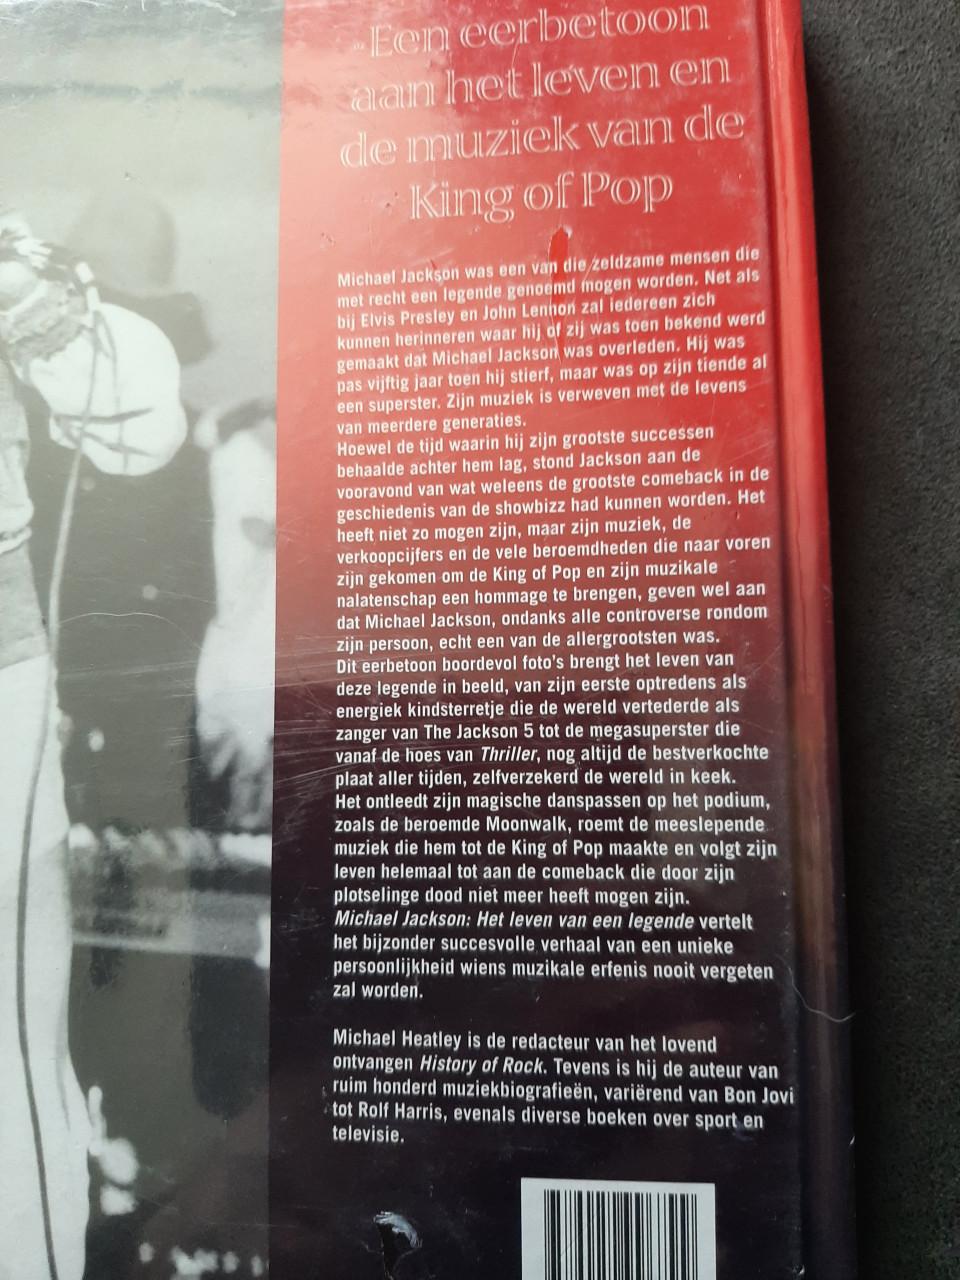 Een eerbetoon
aan het leven en
de muziek van de
King of Pop
Michael Jackson was een van die zeldzame mensen die
met recht een legende genoemd mogen worden. Net als
bij Elvis Presley en John Lennon zal iedereen zich
kunnen herinneren waar hij of zij was toen bekend werd
gemaakt dat Michael Jackson was overleden. Hij was
pas vijftig jaar toen hij stierf, maar was op zijn tiende al
een superster. Zijn muziek is verweven met de levens
van meerdere generaties.
Hoewel de tijd waarin hij zijn grootste successen
behaalde achter hem lag, stond Jackson aan de
vooravond van wat weleens de grootste comeback in de
geschiedenis van de showbizz had kunnen worden. Het
heeft niet zo mogen zijn, maar zijn muziek, de
verkoopcijfers en de vele beroemdheden die naar voren
zijn gekomen om de King of Pop en zijn muzikale
nalatenschap een hommage te brengen, geven wel aan
dat Michael Jackson, ondanks alle controverse rondom
zijn persoon, echt een van de allergrootsten was.
Dit eerbetoon boordevol foto's brengt het leven van
deze legende in beeld, van zijn eerste optredens als
energiek kindsterretje die de wereld vertederde als
zanger van The Jackson 5 tot de megasuperster die
vanaf de hoes van Thriller, nog altijd de bestverkochte
plaat aller tijden, zelfverzekerd de wereld in keek.
Het ontleedt zijn magische danspassen op het podium,
zoals de beroemde Moonwalk, roemt de meeslepende
muziek die hem tot de King of Pop maakte en volgt zijn
leven helemaal tot aan de comeback die door zijn
plotselinge dood niet meer heeft mogen zijn.
Michael Jackson: Het leven van een legende vertelt
het bijzonder succesvolle verhaal van een unieke
persoonlijkheid wiens muzikale erfenis nooit vergeten
zal worden.
Michael Heatley is de redacteur van het lovend
ontvangen History of Rock. Tevens is hij de auteur van
ruim honderd muziekbiografieën, variërend van Bon Jovi
tot Rolf Harris, evenals diverse boeken over sport en
televisie.